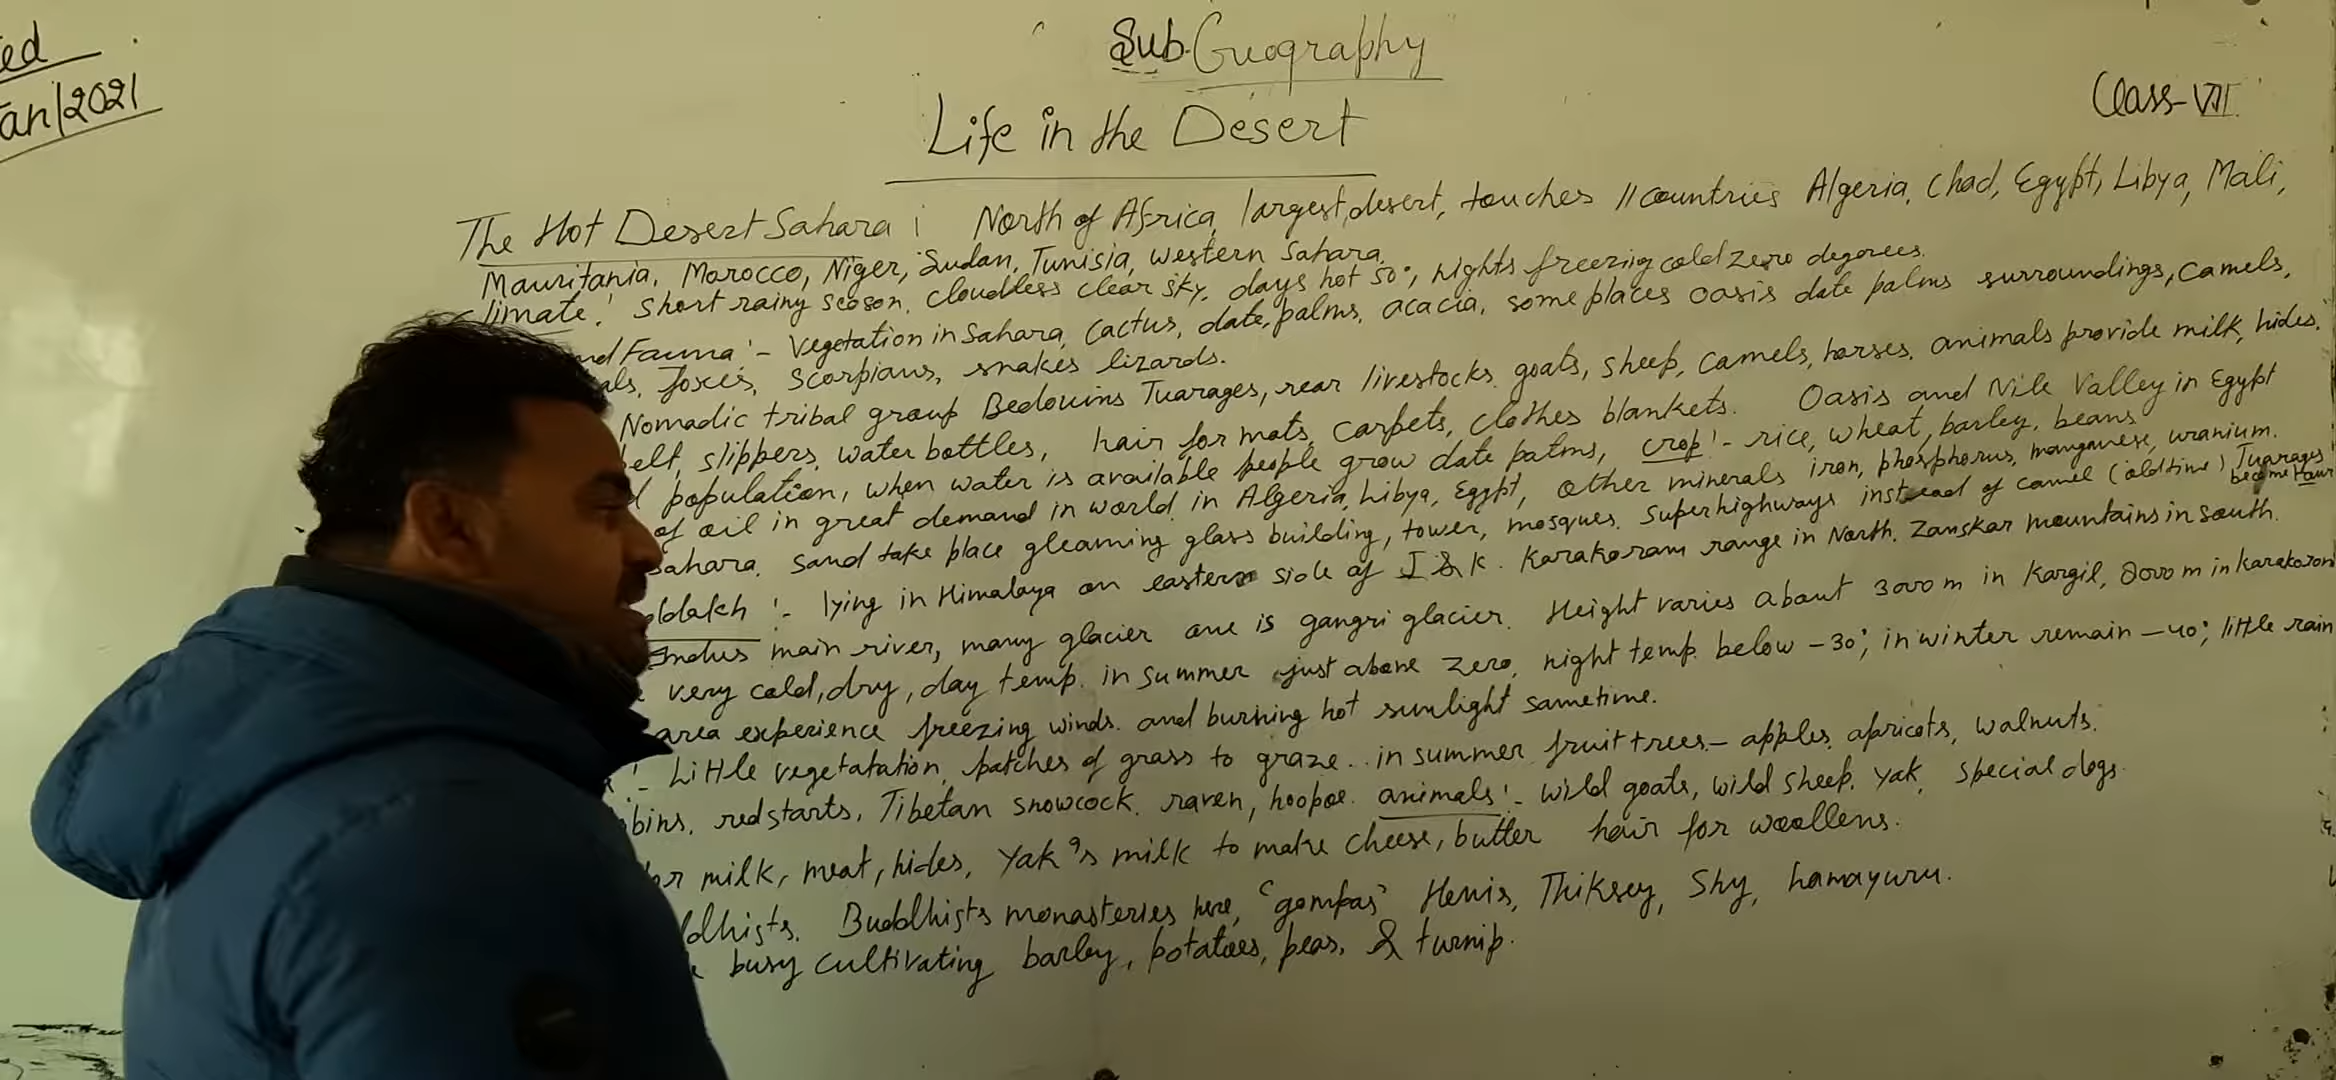 ed
Jan/2021
Sub. Geography
Class-VII
Life in the Desert
The Hot Desert Sahara : North of Africa, largest desert, touches 11 countries Algeria, Chad, Egypt, Libya, Mali,
Mauritania, Morocco, Niger, Sudan, Tunisia, western Sahara.
Climate: Short rainy season, cloudless clear sky, days hot 50°, nights freezing cold zero degrees.
nd Fauna:- Vegetation in Sahara, Cactus, date, palms, acacia, some places oasis date palms surroundings, camels,
als, foxes, Scorpians, snakes lizards.
Nomadic tribal group Bedouins Tuarages, rear livestocks goats, sheep, camels, horses, animals provide milk, hides,
belt, slippers, water bottles, hair for mats, carpets, clothes blankets. Oasis and Nile Valley in Egypt
d population, when water is available people grow date palms, crop:- rice, wheat, barley, beans
of oil in great demand in world in Algeria, Libya, Egypt, other minerals iron, phosphorus, manganese, uranium.
Sahara. Sand take place gleaming glass building, tower, mosques. Superhighways instead of camel (old time) Tuarages become
ddakh :- lying in Himalaya on eastern side of J & K. Karakoram range in North. Zanskar mountains in south.
Indus main river, many glacier one is gangri glacier. Height varies about 3000 m in Kargil, 8000 m in karakoram
very cold, dry, day temp. in summer just above zero, night temp. below -30°, in winter remain -40°, little rain
area experience freezing winds and burning hot sunlight sametime.
:- Little vegetatation, patches of grass to graze.. in summer fruit trees- apples, apricots, walnuts.
bins, redstarts, Tibetan snowcock, raven, hoopoe. animals:- wild goats, wild sheep, yak, special dogs.
for milk, meat, hides, Yak's milk to make cheese, butter hair for woollens.
ddhists. Buddhists monasteries here, "gompas" Hemis, Thiksey, Shy, Lamayuru.
busy cultivating barley, potatoes, peas, & turnip.